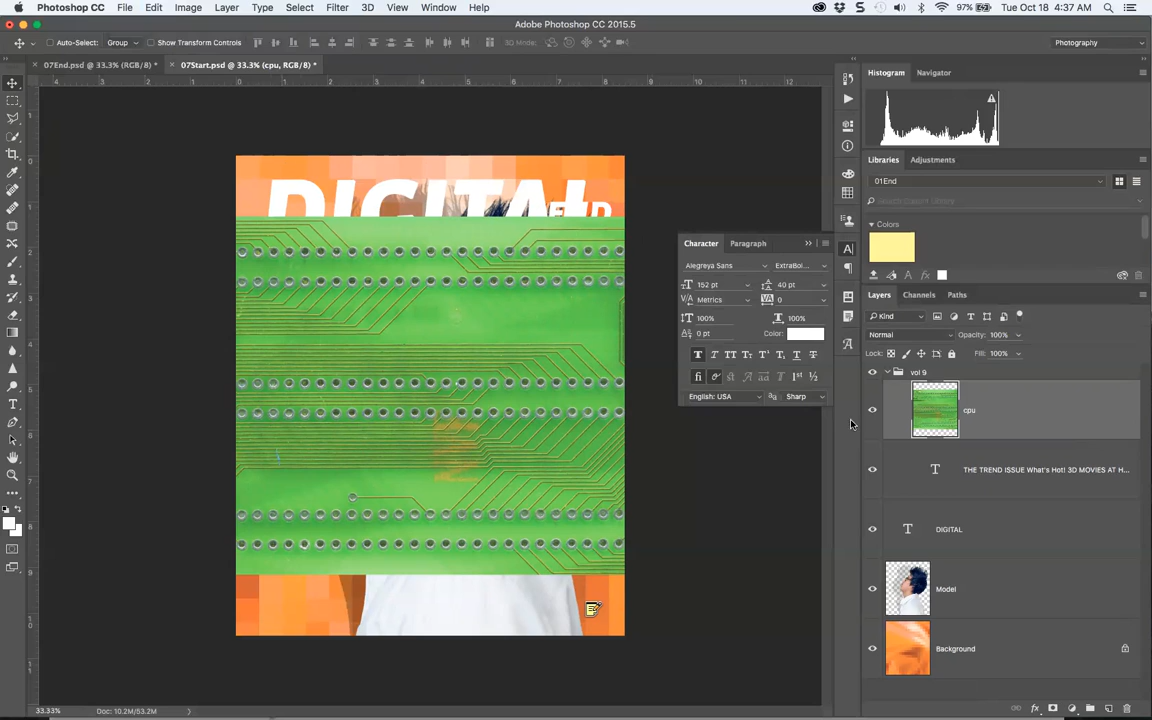 Photoshop CC File Edit Image Layer Type Select Filter 3D View Window Help 97% Tue Oct 18 4:37 AM
Adobe Photoshop CC 2015.5
Auto-Select: Group Show Transform Controls 3D Mode: Photography
07End.psd @ 33.3% (RGB/8) * 07Start.psd @ 33.3% (cpu, RGB/8) *
Histogram Navigator
Libraries Adjustments
01End
Search Current Library
Colors
DIGITAL
Character Paragraph
Alegreya Sans ExtraBol...
152 pt 40 pt
Metrics 0
100% 100%
0 pt Color:
English: USA Sharp
Layers Channels Paths
Kind
Normal Opacity: 100%
Lock: Fill: 100%
vol 9
cpu
THE TREND ISSUE What's Hot! 3D MOVIES AT H...
DIGITAL
Model
Background
33.33% Doc: 10.2M/53.2M